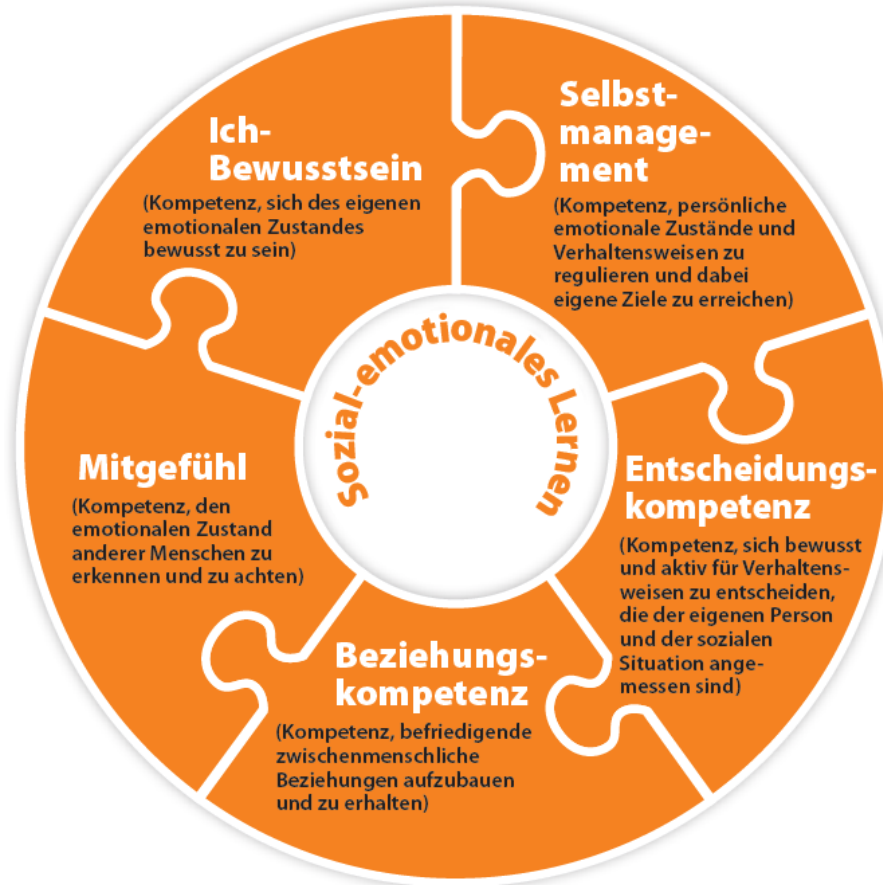 Ich-
Bewusstsein
(Kompetenz, sich des eigenen
emotionalen Zustandes
bewusst zu sein)
Selbst-
manage-
ment
(Kompetenz, persönliche
emotionale Zustände und
Verhaltensweisen zu
regulieren und dabei
eigene Ziele zu erreichen)
Sozial-emotionales Lernen
Mitgefühl
(Kompetenz, den
emotionalen Zustand
anderer Menschen zu
erkennen und zu achten)
Entscheidungs-
kompetenz
(Kompetenz, sich bewusst
und aktiv für Verhaltens-
weisen zu entscheiden,
die der eigenen Person
und der sozialen
Situation ange-
messen sind)
Beziehungs-
kompetenz
(Kompetenz, befriedigende
zwischenmenschliche
Beziehungen aufzubauen
und zu erhalten)